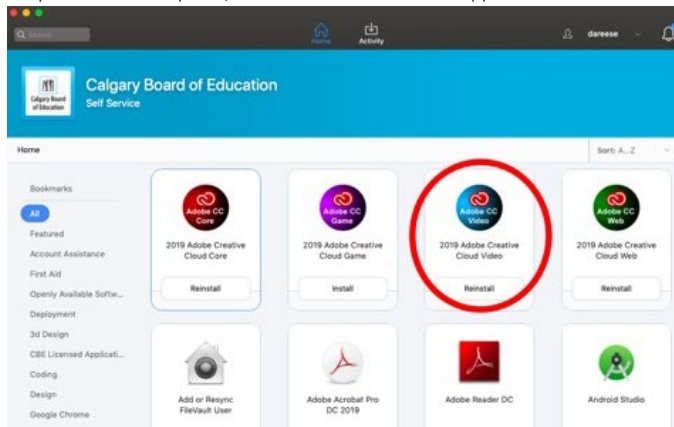 Search
Home
Activity
dareese
Calgary Board
of Education
Calgary Board of Education
Self Service
Home
Sort: A...Z
Bookmarks
All
Featured
Account Assistance
First Aid
Openly Available Softw...
Deployment
3d Design
CBE Licensed Applicati...
Coding
Design
Google Chrome
Adobe CC
Core
2019 Adobe Creative
Cloud Core
Reinstall
Adobe CC
Game
2019 Adobe Creative
Cloud Game
Install
Adobe CC
Video
2019 Adobe Creative
Cloud Video
Reinstall
Adobe CC
Web
2019 Adobe Creative
Cloud Web
Reinstall
Add or Resync
FileVault User
Adobe Acrobat Pro
DC 2019
Adobe Reader DC
Android Studio